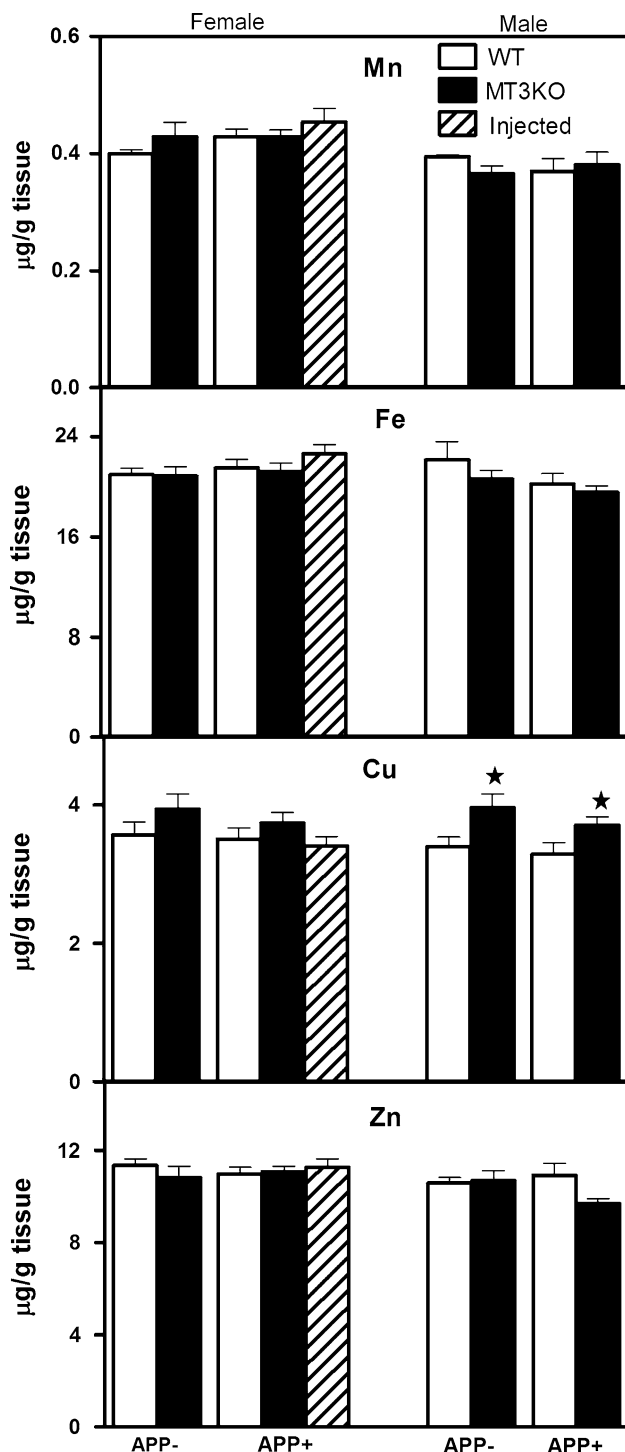 Female Male
0.6
Mn
WT
MT3KO
Injected
0.4
0.2
0.0
µg/g tissue
Fe
24
16
8
0
µg/g tissue
Cu
★
★
4
2
0
µg/g tissue
Zn
12
8
4
0
µg/g tissue
APP- APP+ APP- APP+